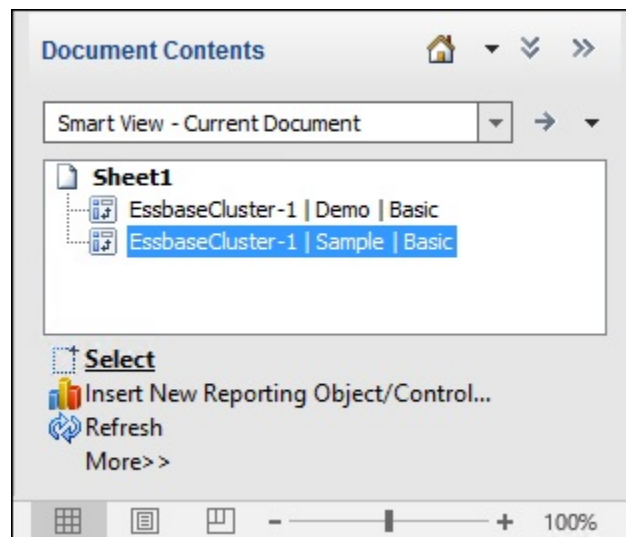 Document Contents
Smart View - Current Document
Sheet1
EssbaseCluster-1 | Demo | Basic
EssbaseCluster-1 | Sample | Basic
Select
Insert New Reporting Object/Control...
Refresh
More>>
100%